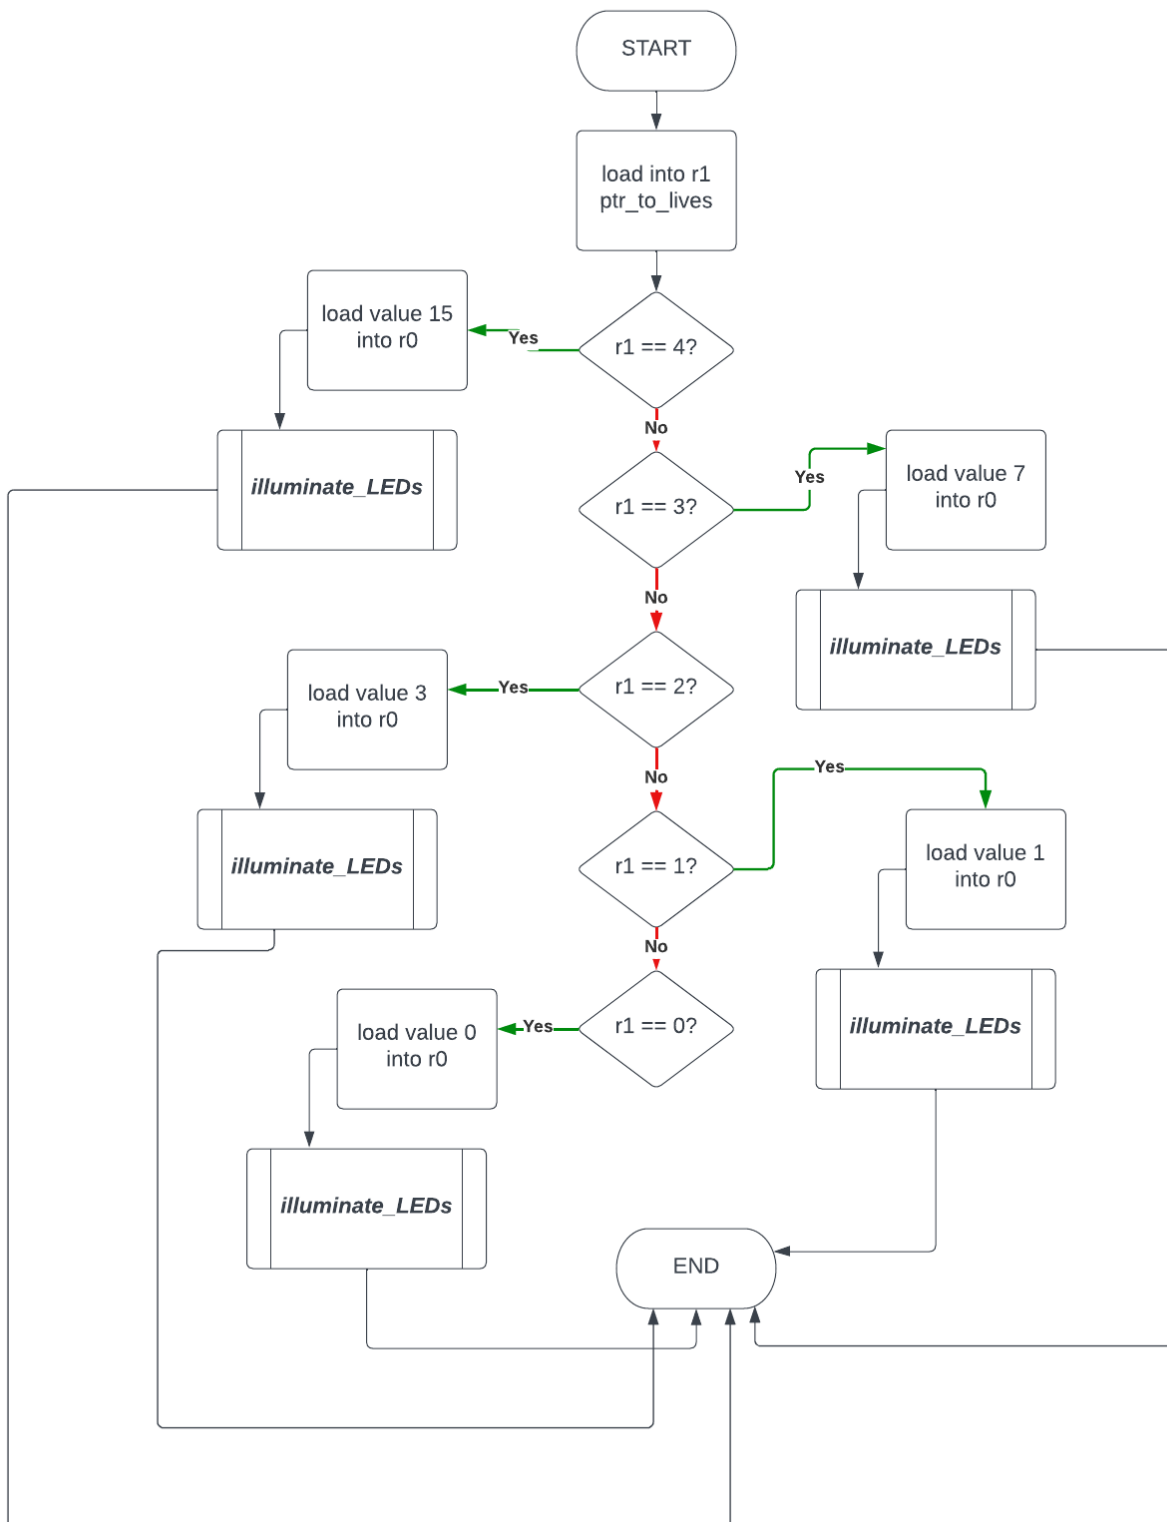 START
load into r1
ptr_to_lives
load value 15
into r0
Yes
r1 == 4?
No
illuminate_LEDs
r1 == 3?
Yes
load value 7
into r0
No
illuminate_LEDs
load value 3
into r0
Yes
r1 == 2?
No
Yes
illuminate_LEDs
r1 == 1?
load value 1
into r0
No
load value 0
into r0
Yes
r1 == 0?
illuminate_LEDs
illuminate_LEDs
END